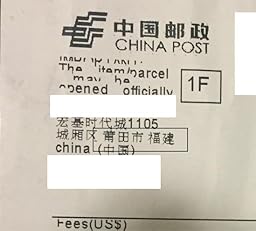 中国邮政
CHINA POST
IMPORTANT:
The item/parcel
may be
opened officially
1F
宏基时代城1105
城厢区 莆田市 福建
china (中国)
Fees(US$)